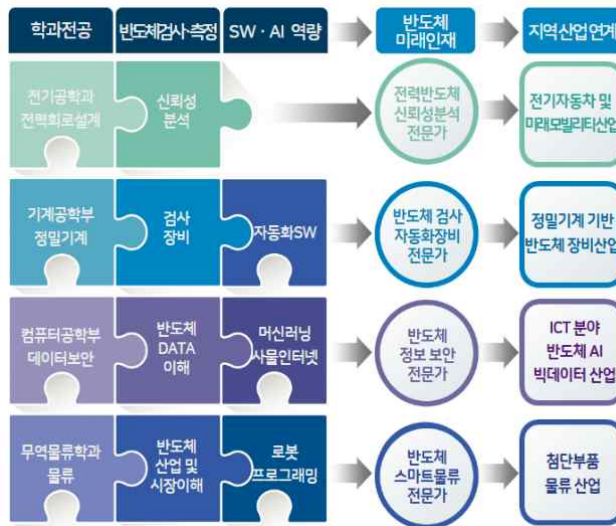 학과전공
반도체검사·측정
SW·AI 역량
반도체
미래인재
지역산업연계
전기공학과
전력회로설계
신뢰성
분석
전력반도체
신뢰성분석
전문가
전기자동차 및
미래모빌리티산업
기계공학부
정밀기계
검사
장비
자동화SW
반도체 검사
자동화장비
전문가
정밀기계 기반
반도체 장비산업
컴퓨터공학부
데이터보안
반도체
DATA
이해
머신러닝
사물인터넷
반도체
정보 보안
전문가
ICT 분야
반도체 AI
빅데이터 산업
무역물류학과
물류
반도체
산업 및
시장이해
로봇
프로그래밍
반도체
스마트물류
전문가
첨단부품
물류 산업